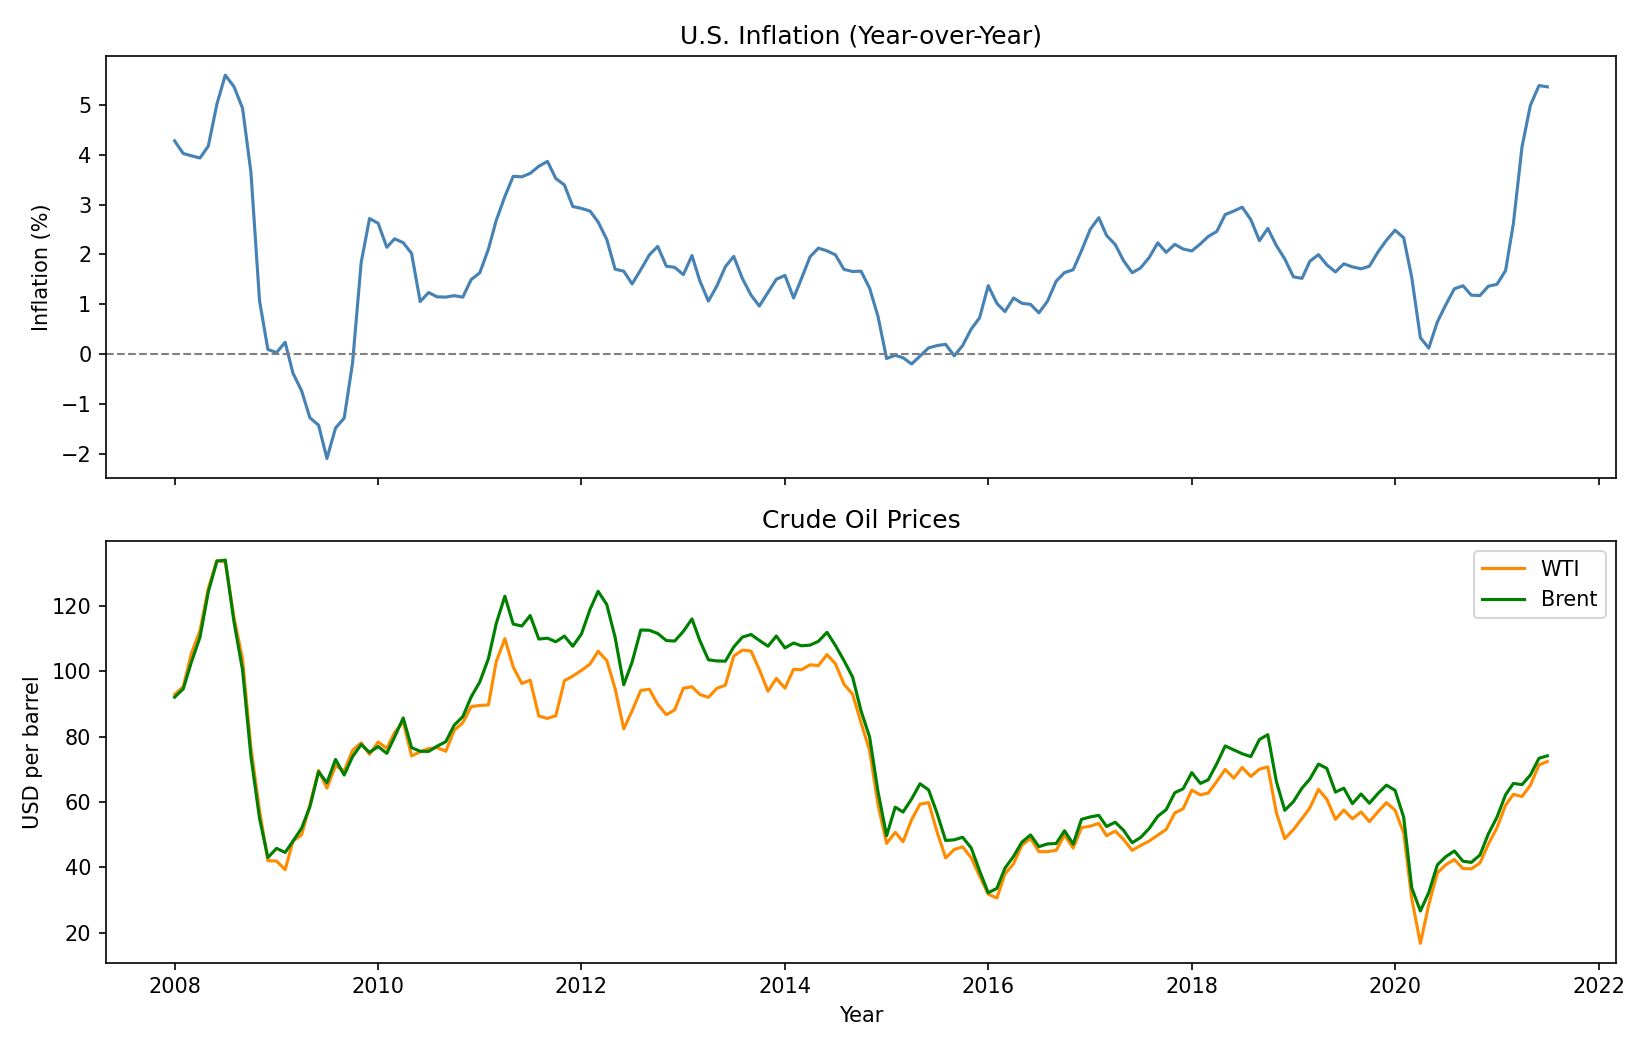 U.S. Inflation (Year-over-Year)
Inflation (%)
5
4
3
2
1
0
−1
−2
Crude Oil Prices
USD per barrel
120
100
80
60
40
20
WTI
Brent
2008 2010 2012 2014 2016 2018 2020 2022
Year